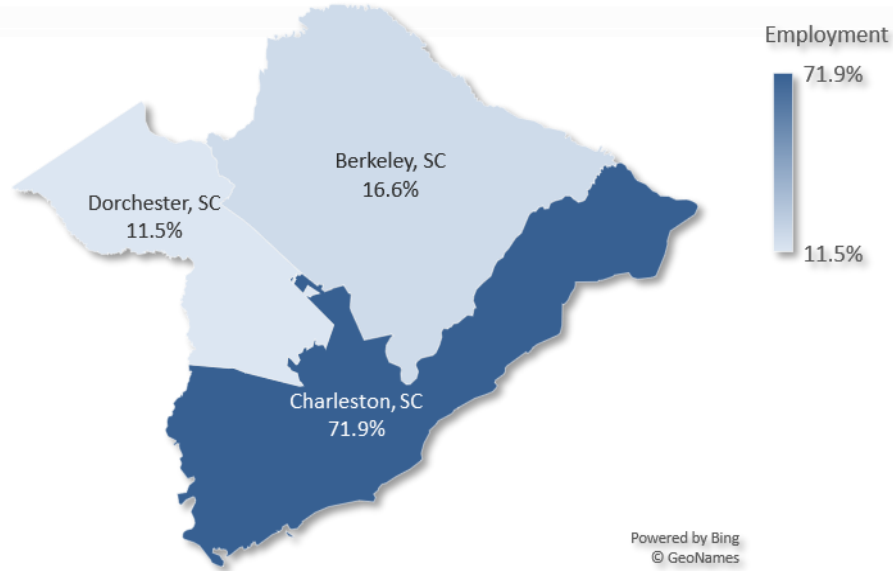 Employment
71.9%
Berkeley, SC
16.6%
Dorchester, SC
11.5%
11.5%
Charleston, SC
71.9%
Powered by Bing
© GeoNames